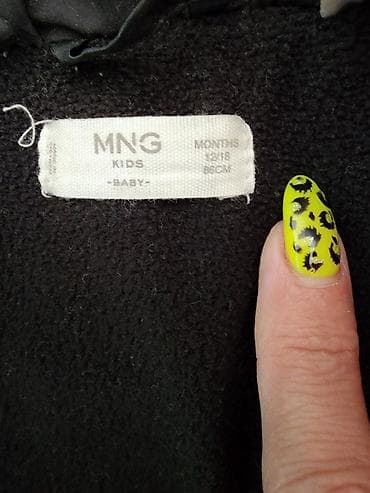 MNG
KIDS
-BABY-
MONTHS
12/18
86CM